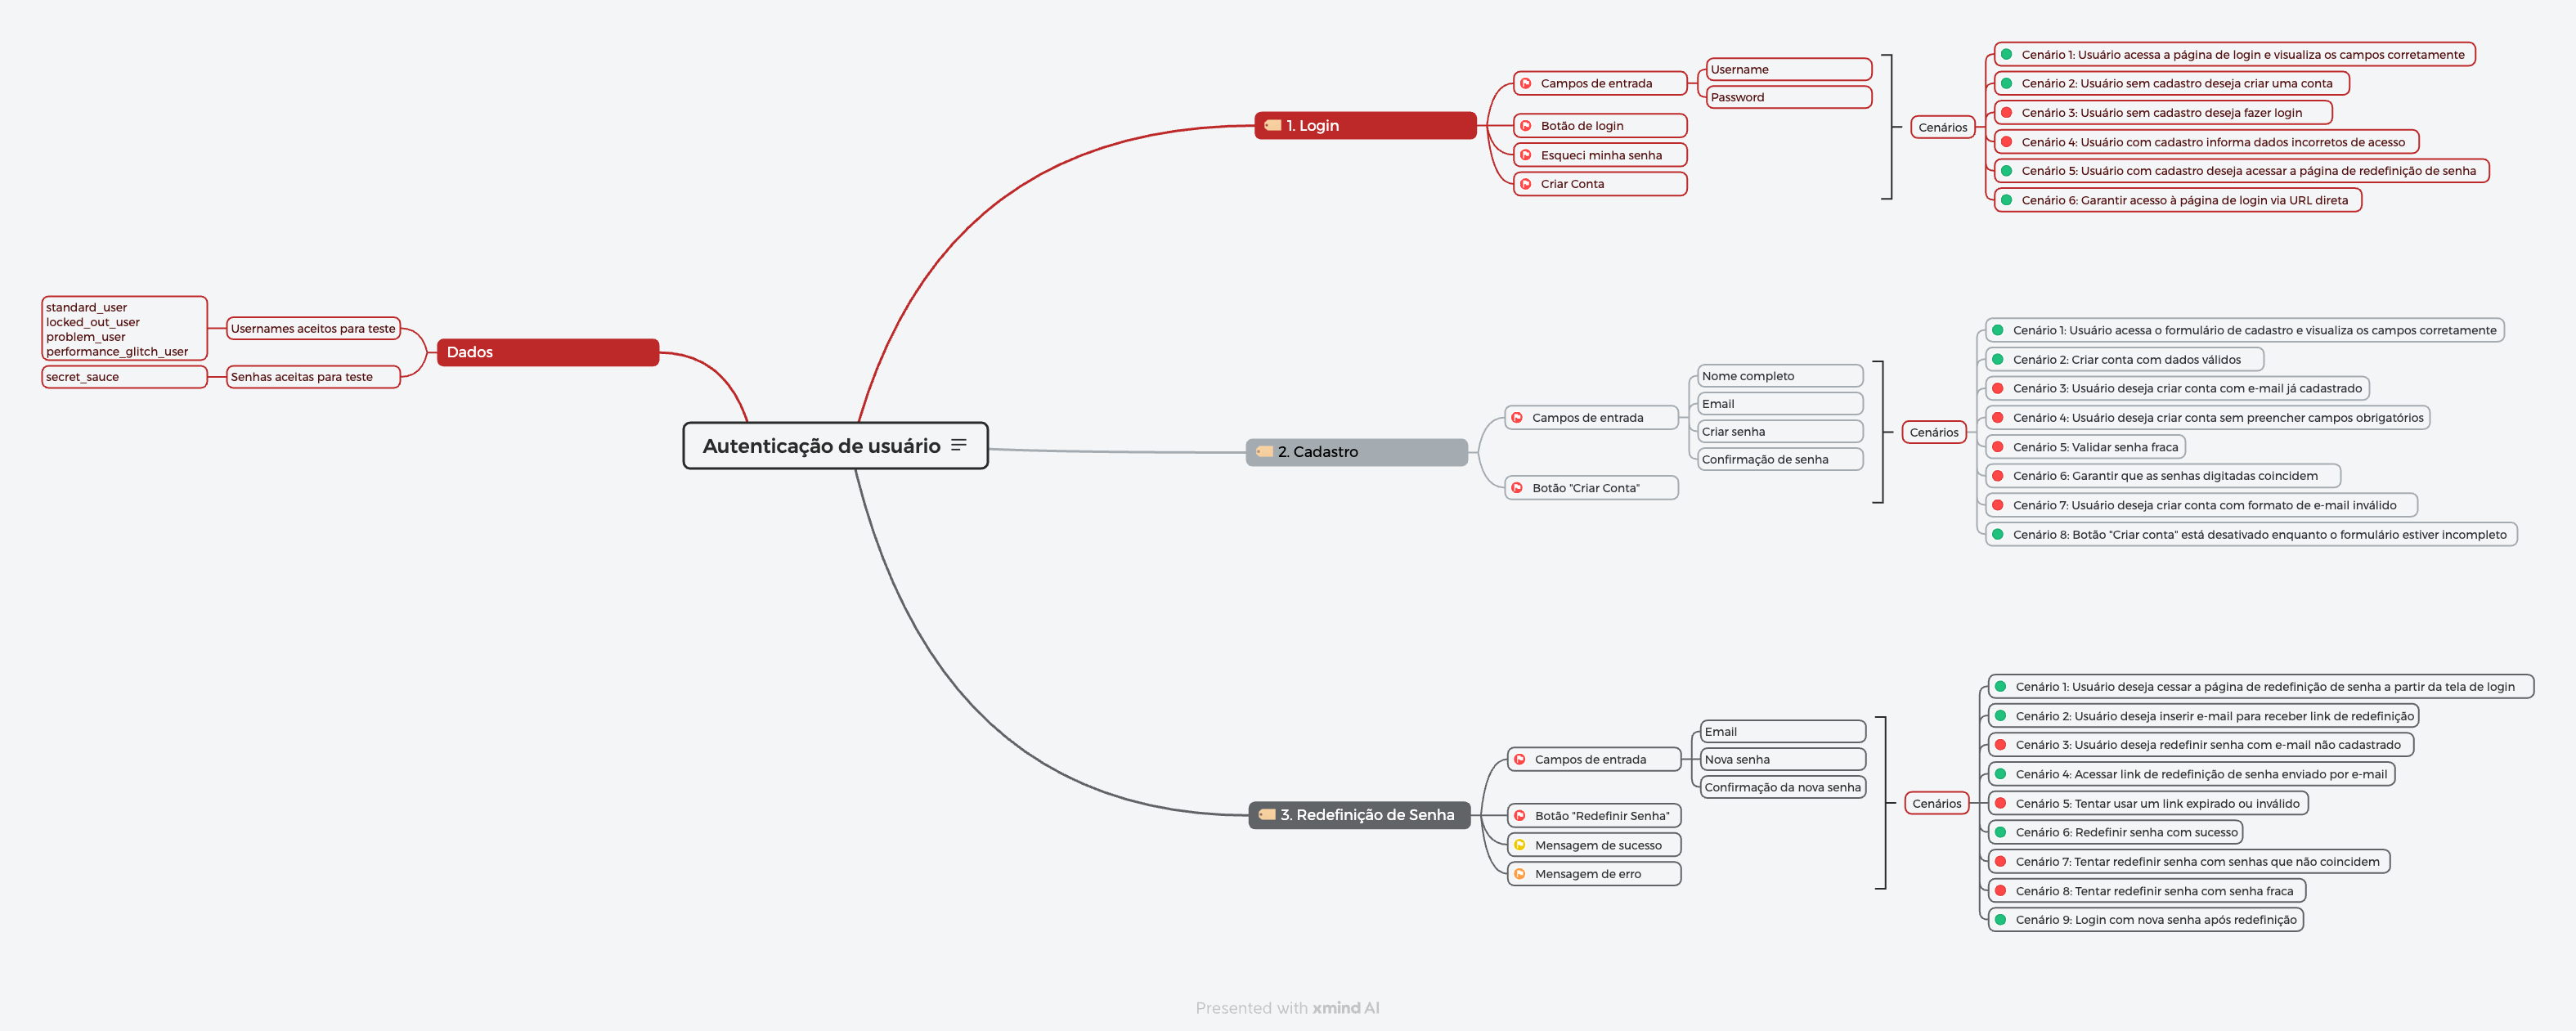 Autenticação de usuário
Dados
Usernames aceitos para teste
standard_user
locked_out_user
problem_user
performance_glitch_user
Senhas aceitas para teste
secret_sauce
1. Login
Campos de entrada
Username
Password
Botão de login
Esqueci minha senha
Criar Conta
Cenários
Cenário 1: Usuário acessa a página de login e visualiza os campos corretamente
Cenário 2: Usuário sem cadastro deseja criar uma conta
Cenário 3: Usuário sem cadastro deseja fazer login
Cenário 4: Usuário com cadastro informa dados incorretos de acesso
Cenário 5: Usuário com cadastro deseja acessar a página de redefinição de senha
Cenário 6: Garantir acesso à página de login via URL direta
2. Cadastro
Campos de entrada
Nome completo
Email
Criar senha
Confirmação de senha
Botão "Criar Conta"
Cenários
Cenário 1: Usuário acessa o formulário de cadastro e visualiza os campos corretamente
Cenário 2: Criar conta com dados válidos
Cenário 3: Usuário deseja criar conta com e-mail já cadastrado
Cenário 4: Usuário deseja criar conta sem preencher campos obrigatórios
Cenário 5: Validar senha fraca
Cenário 6: Garantir que as senhas digitadas coincidem
Cenário 7: Usuário deseja criar conta com formato de e-mail inválido
Cenário 8: Botão "Criar conta" está desativado enquanto o formulário estiver incompleto
3. Redefinição de Senha
Campos de entrada
Email
Nova senha
Confirmação da nova senha
Botão "Redefinir Senha"
Mensagem de sucesso
Mensagem de erro
Cenários
Cenário 1: Usuário deseja cessar a página de redefinição de senha a partir da tela de login
Cenário 2: Usuário deseja inserir e-mail para receber link de redefinição
Cenário 3: Usuário deseja redefinir senha com e-mail não cadastrado
Cenário 4: Acessar link de redefinição de senha enviado por e-mail
Cenário 5: Tentar usar um link expirado ou inválido
Cenário 6: Redefinir senha com sucesso
Cenário 7: Tentar redefinir senha com senhas que não coincidem
Cenário 8: Tentar redefinir senha com senha fraca
Cenário 9: Login com nova senha após redefinição
Presented with xmind AI